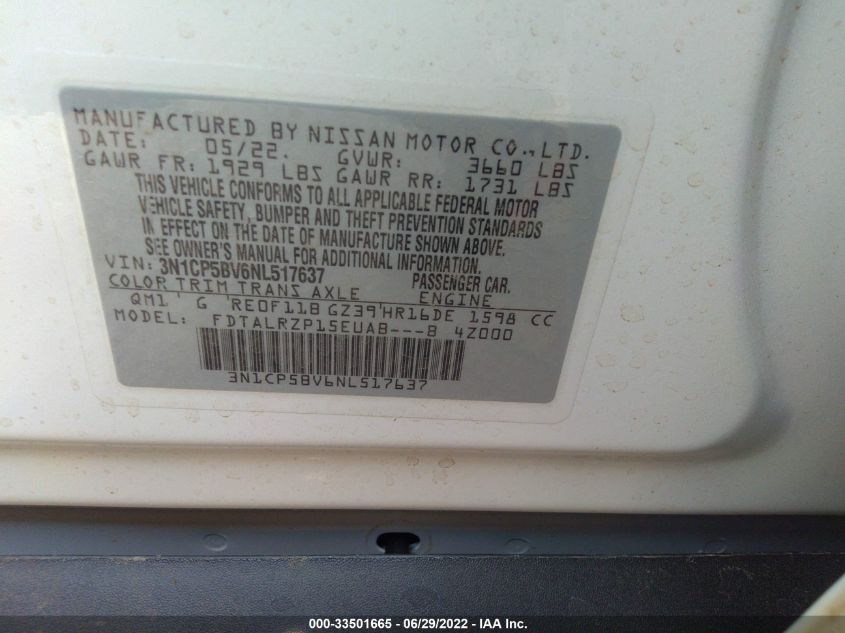 MANUFACTURED BY NISSAN MOTOR CO., LTD.
DATE: 05/22. GVWR: 3660 LBS
GAWR FR: 1929 LBS GAWR RR: 1731 LBS
THIS VEHICLE CONFORMS TO ALL APPLICABLE FEDERAL MOTOR
VEHICLE SAFETY, BUMPER AND THEFT PREVENTION STANDARDS
IN EFFECT ON THE DATE OF MANUFACTURE SHOWN ABOVE.
SEE OWNER'S MANUAL FOR ADDITIONAL INFORMATION.
VIN: 3N1CP5BV6NL517637 PASSENGER CAR.
COLOR TRIM TRANS AXLE ENGINE
QM1 ' G 'RE0F11B GZ39'HR16DE 1598 CC
MODEL: FDTALRZP15EUAB---B 4Z000
3N1CP5BV6NL517637
000-33501665 - 06/29/2022 - IAA Inc.